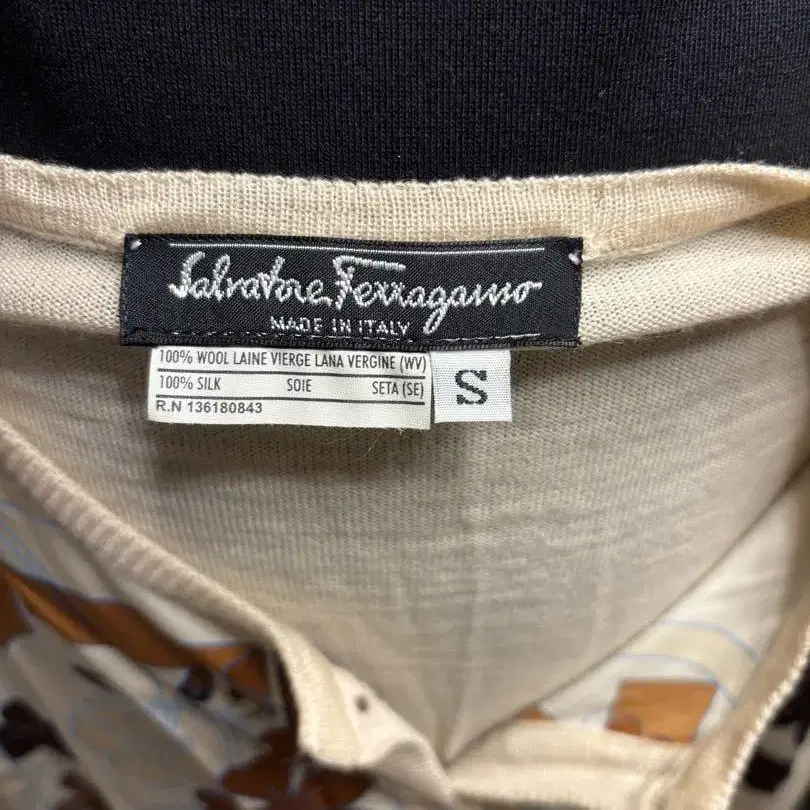 Salvatore Ferragamo
MADE IN ITALY
100% WOOL LAINE VIERGE LANA VERGINE (WV)
100% SILK SOIE SETA (SE)
R.N 136180843
S